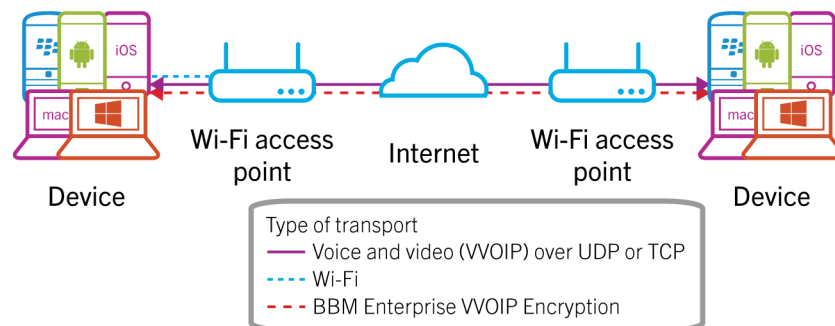 iOS
mac
Device
Wi-Fi access
point
Internet
Wi-Fi access
point
iOS
mac
Device
Type of transport
Voice and video (VVOIP) over UDP or TCP
Wi-Fi
BBM Enterprise VVOIP Encryption